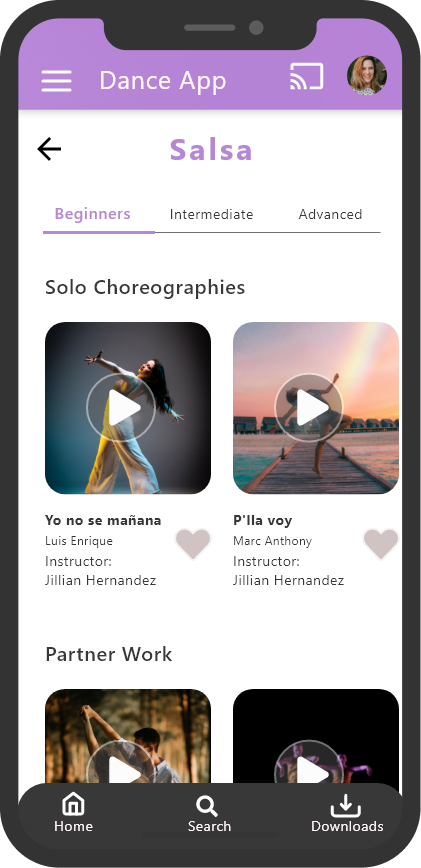 Dance App
Salsa
Beginners Intermediate Advanced
Solo Choreographies
Yo no se mañana
Luis Enrique
Instructor:
Jillian Hernandez
P'lla voy
Marc Anthony
Instructor:
Jillian Hernandez
Partner Work
Home Search Downloads